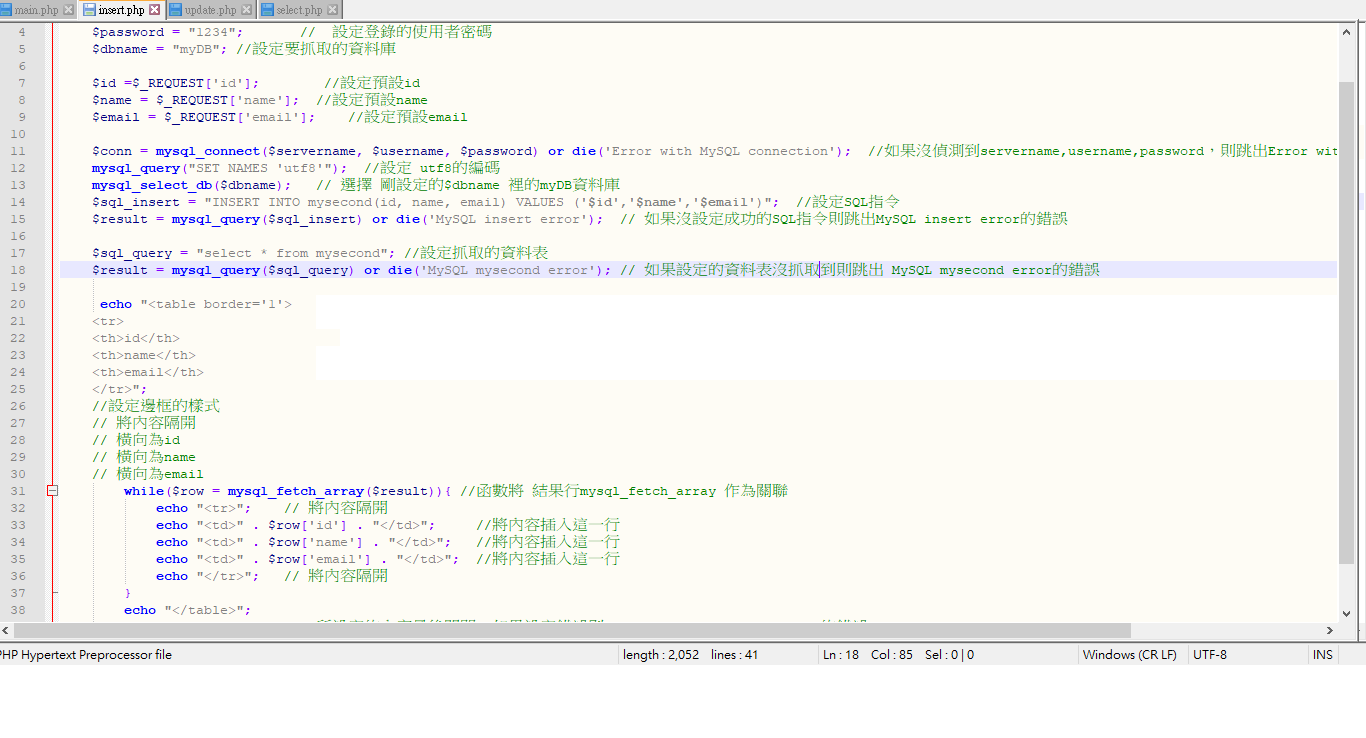 main.php insert.php update.php select.php
4 $password = "1234"; // 設定登錄的使用者密碼
5 $dbname = "myDB"; //設定要抓取的資料庫
6
7 $id =$_REQUEST['id']; //設定預設id
8 $name = $_REQUEST['name']; //設定預設name
9 $email = $_REQUEST['email']; //設定預設email
10
11 $conn = mysql_connect($servername, $username, $password) or die('Error with MySQL connection'); //如果沒偵測到servername,username,password，則跳出Error wit
12 mysql_query("SET NAMES 'utf8'"); //設定 utf8的編碼
13 mysql_select_db($dbname); // 選擇 剛設定的$dbname 裡的myDB資料庫
14 $sql_insert = "INSERT INTO mysecond(id, name, email) VALUES ('$id','$name','$email')"; //設定SQL指令
15 $result = mysql_query($sql_insert) or die('MySQL insert error'); // 如果沒設定成功的SQL指令則跳出MySQL insert error的錯誤
16
17 $sql_query = "select * from mysecond"; //設定抓取的資料表
18 $result = mysql_query($sql_query) or die('MySQL mysecond error'); // 如果設定的資料表沒抓取到則跳出 MySQL mysecond error的錯誤
19
20 echo "<table border='1'>
21 <tr>
22 <th>id</th>
23 <th>name</th>
24 <th>email</th>
25 </tr>";
26 //設定邊框的樣式
27 // 將內容隔開
28 // 橫向為id
29 // 橫向為name
30 // 橫向為email
31 while($row = mysql_fetch_array($result)){ //函數將 結果行mysql_fetch_array 作為關聯
32 echo "<tr>"; // 將內容隔開
33 echo "<td>" . $row['id'] . "</td>"; //將內容插入這一行
34 echo "<td>" . $row['name'] . "</td>"; //將內容插入這一行
35 echo "<td>" . $row['email'] . "</td>"; //將內容插入這一行
36 echo "</tr>"; // 將內容隔開
37 }
38 echo "</table>";
PHP Hypertext Preprocessor file length : 2,052 lines : 41 Ln : 18 Col : 85 Sel : 0 | 0 Windows (CR LF) UTF-8 INS